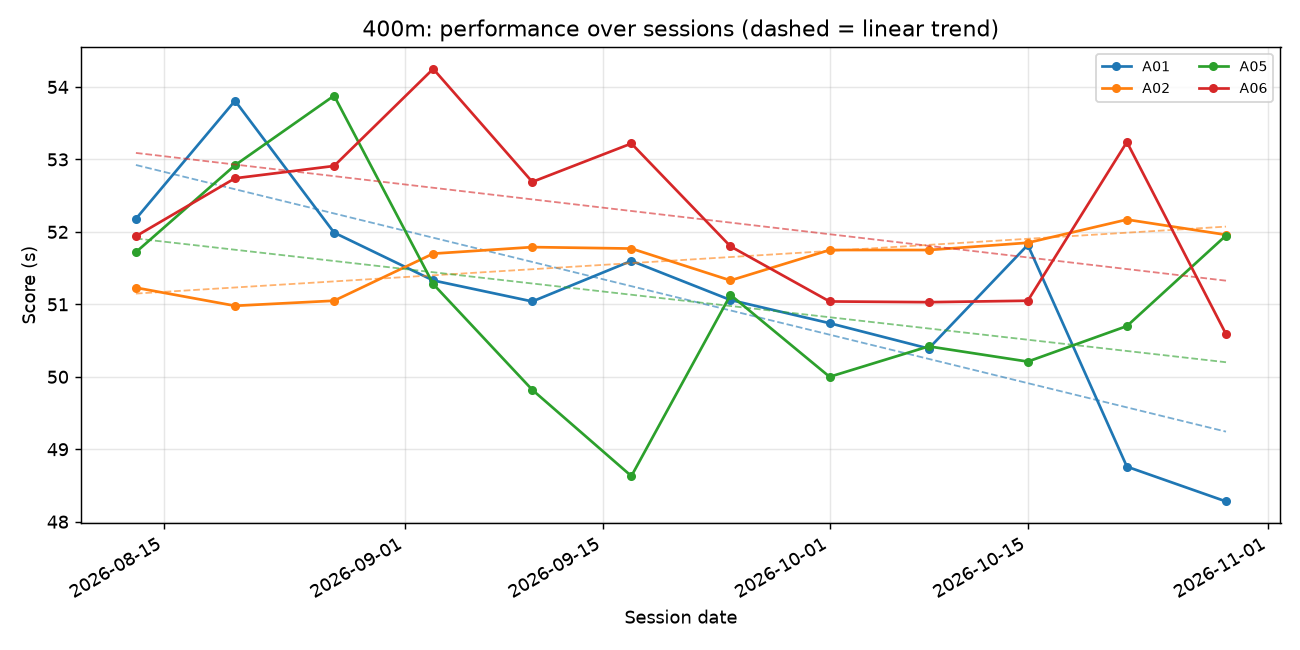 400m: performance over sessions (dashed = linear trend)
A01
A02
A05
A06
Score (s)
54
53
52
51
50
49
48
2026-08-15
2026-09-01
2026-09-15
2026-10-01
2026-10-15
2026-11-01
Session date